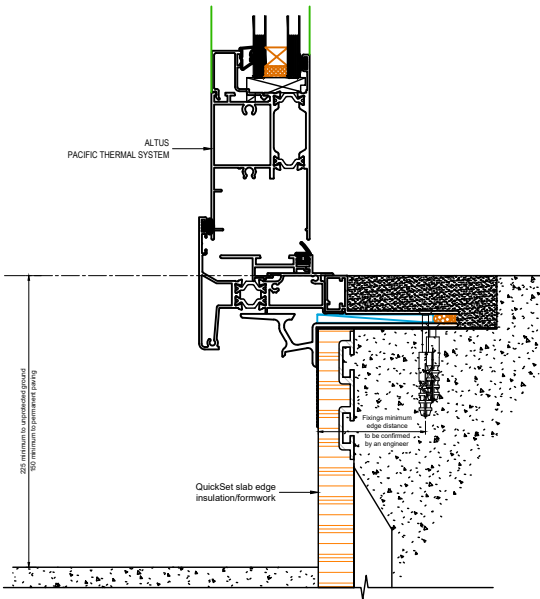 ALTUS
PACIFIC THERMAL SYSTEM
225 minimum to unprotected ground
150 minimum to permanent paving
Fixings minimum
edge distance
to be confirmed
by an engineer
QuickSet slab edge
insulation/formwork